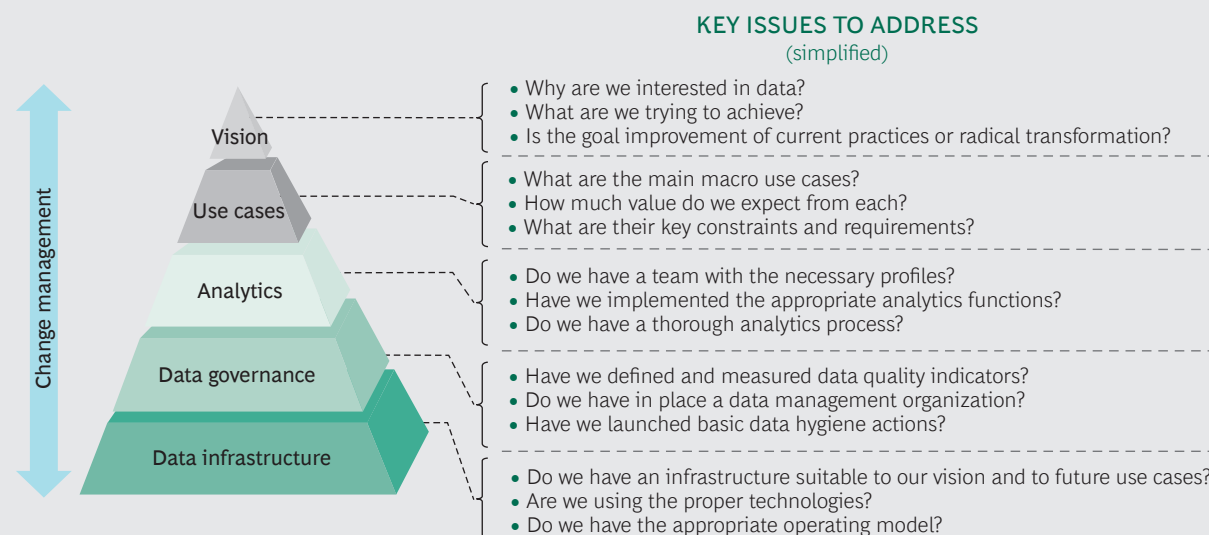 KEY ISSUES TO ADDRESS
(simplified)
Change management
Vision
• Why are we interested in data?
• What are we trying to achieve?
• Is the goal improvement of current practices or radical transformation?
Use cases
• What are the main macro use cases?
• How much value do we expect from each?
• What are their key constraints and requirements?
Analytics
• Do we have a team with the necessary profiles?
• Have we implemented the appropriate analytics functions?
• Do we have a thorough analytics process?
Data governance
• Have we defined and measured data quality indicators?
• Do we have in place a data management organization?
• Have we launched basic data hygiene actions?
Data infrastructure
• Do we have an infrastructure suitable to our vision and to future use cases?
• Are we using the proper technologies?
• Do we have the appropriate operating model?